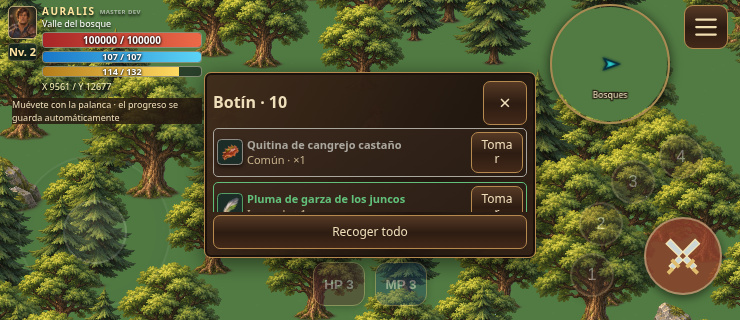 AURALIS MASTER DEV
Valle del bosque
Nv. 2
100000 / 100000
107 / 107
114 / 132
X 9561 / Y 12677
Muévete con la palanca · el progreso se
guarda automáticamente
Botín · 10
×
Quitina de cangrejo castaño
Común · ×1
Toma
r
Pluma de garza de los juncos
Toma
Recoger todo
Bosques
4
3
2
1
HP 3
MP 3